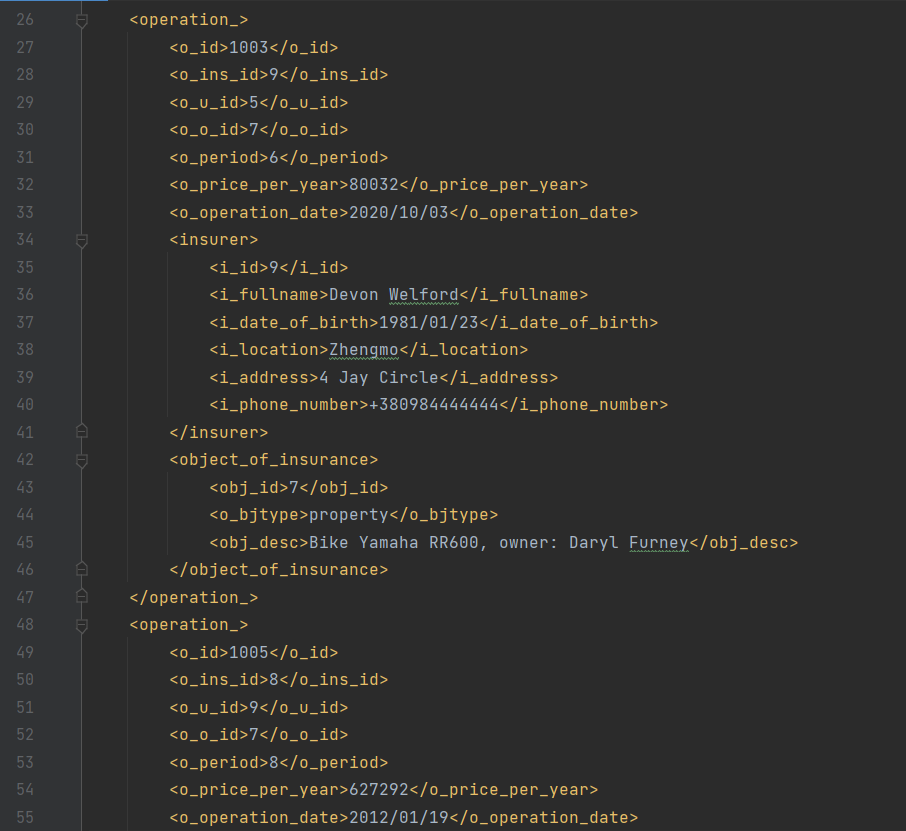 26 <operation_>
27 <o_id>1003</o_id>
28 <o_ins_id>9</o_ins_id>
29 <o_u_id>5</o_u_id>
30 <o_o_id>7</o_o_id>
31 <o_period>6</o_period>
32 <o_price_per_year>80032</o_price_per_year>
33 <o_operation_date>2020/10/03</o_operation_date>
34 <insurer>
35 <i_id>9</i_id>
36 <i_fullname>Devon Welford</i_fullname>
37 <i_date_of_birth>1981/01/23</i_date_of_birth>
38 <i_location>Zhengmo</i_location>
39 <i_address>4 Jay Circle</i_address>
40 <i_phone_number>+380984444444</i_phone_number>
41 </insurer>
42 <object_of_insurance>
43 <obj_id>7</obj_id>
44 <o_bjtype>property</o_bjtype>
45 <obj_desc>Bike Yamaha RR600, owner: Daryl Furney</obj_desc>
46 </object_of_insurance>
47 </operation_>
48 <operation_>
49 <o_id>1005</o_id>
50 <o_ins_id>8</o_ins_id>
51 <o_u_id>9</o_u_id>
52 <o_o_id>7</o_o_id>
53 <o_period>8</o_period>
54 <o_price_per_year>627292</o_price_per_year>
55 <o_operation_date>2012/01/19</o_operation_date>